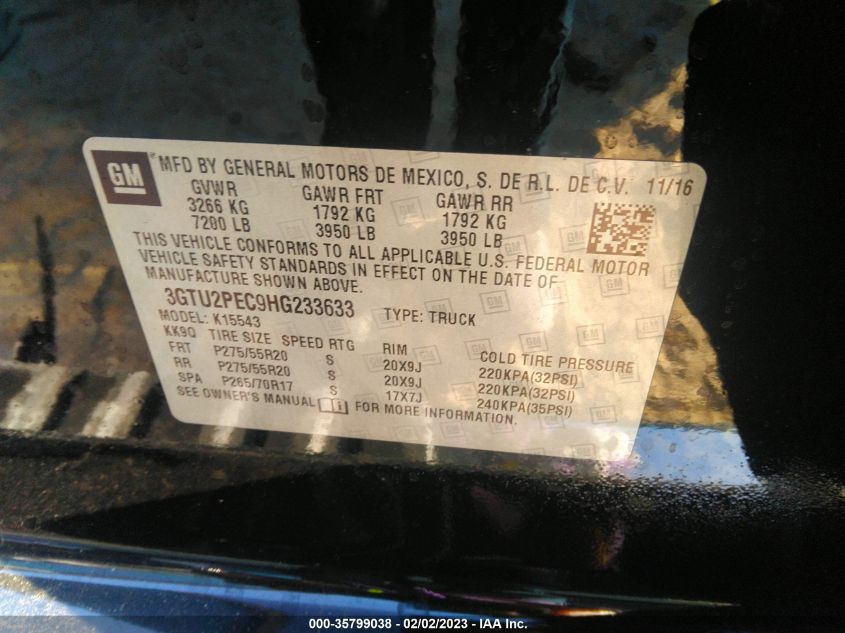 GM
MFD BY GENERAL MOTORS DE MEXICO, S. DE R.L. DE C.V. 11/16
GVWR GAWR FRT GAWR RR
3266 KG 1792 KG 1792 KG
7200 LB 3950 LB 3950 LB
THIS VEHICLE CONFORMS TO ALL APPLICABLE U.S. FEDERAL MOTOR
VEHICLE SAFETY STANDARDS IN EFFECT ON THE DATE OF
MANUFACTURE SHOWN ABOVE.
3GTU2PEC9HG233633 TYPE: TRUCK
MODEL: K15543
KK9Q TIRE SIZE SPEED RTG RIM COLD TIRE PRESSURE
FRT P275/55R20 S 20X9J 220KPA(32PSI)
RR P275/55R20 S 20X9J 220KPA(32PSI)
SPA P265/70R17 S 17X7J 240KPA(35PSI)
SEE OWNER'S MANUAL FOR MORE INFORMATION.
000-35799038 - 02/02/2023 - IAA Inc.